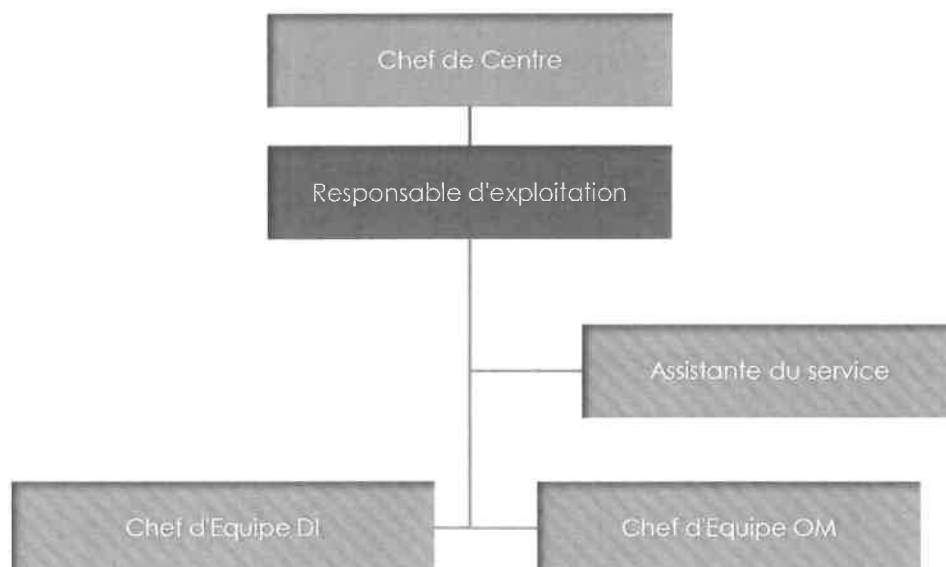 Chef de Centre
Responsable d'exploitation
Assistante du service
Chef d'Equipe DI
Chef d'Equipe OM